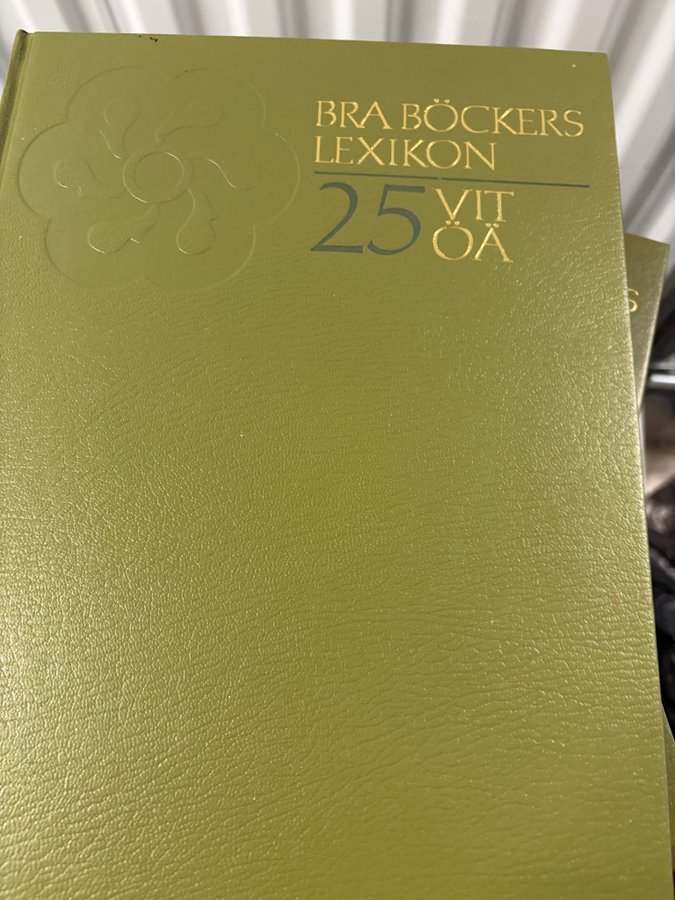 BRA BÖCKERS
LEXIKON
25 VIT
ÖÄ
S